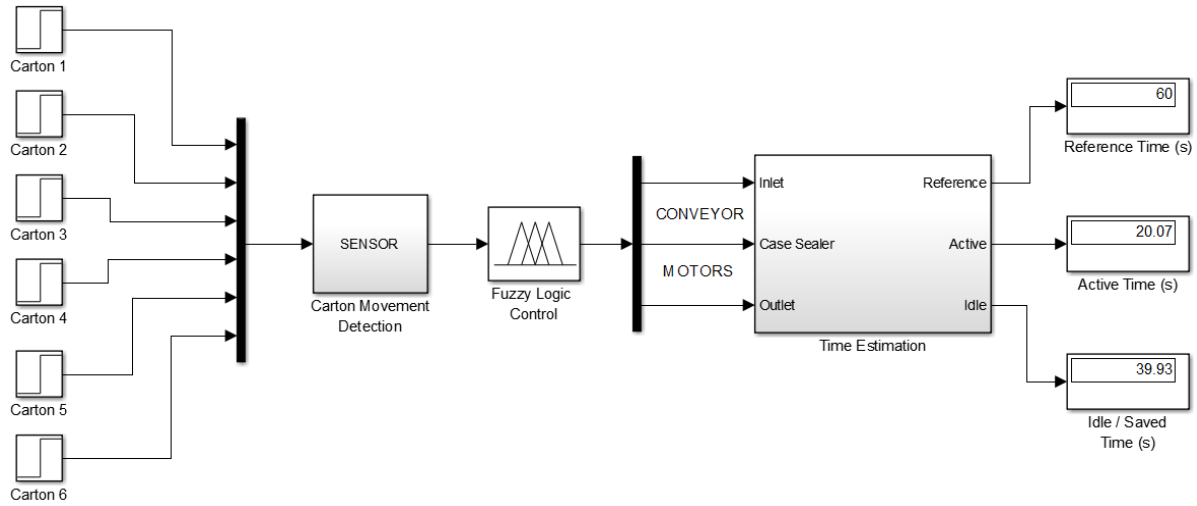 Carton 1
Carton 2
Carton 3
Carton 4
Carton 5
Carton 6
SENSOR
Carton Movement
Detection
Fuzzy Logic
Control
CONVEYOR
MOTORS
Inlet
Case Sealer
Outlet
Reference
Active
Idle
Time Estimation
60
Reference Time (s)
20.07
Active Time (s)
39.93
Idle / Saved
Time (s)